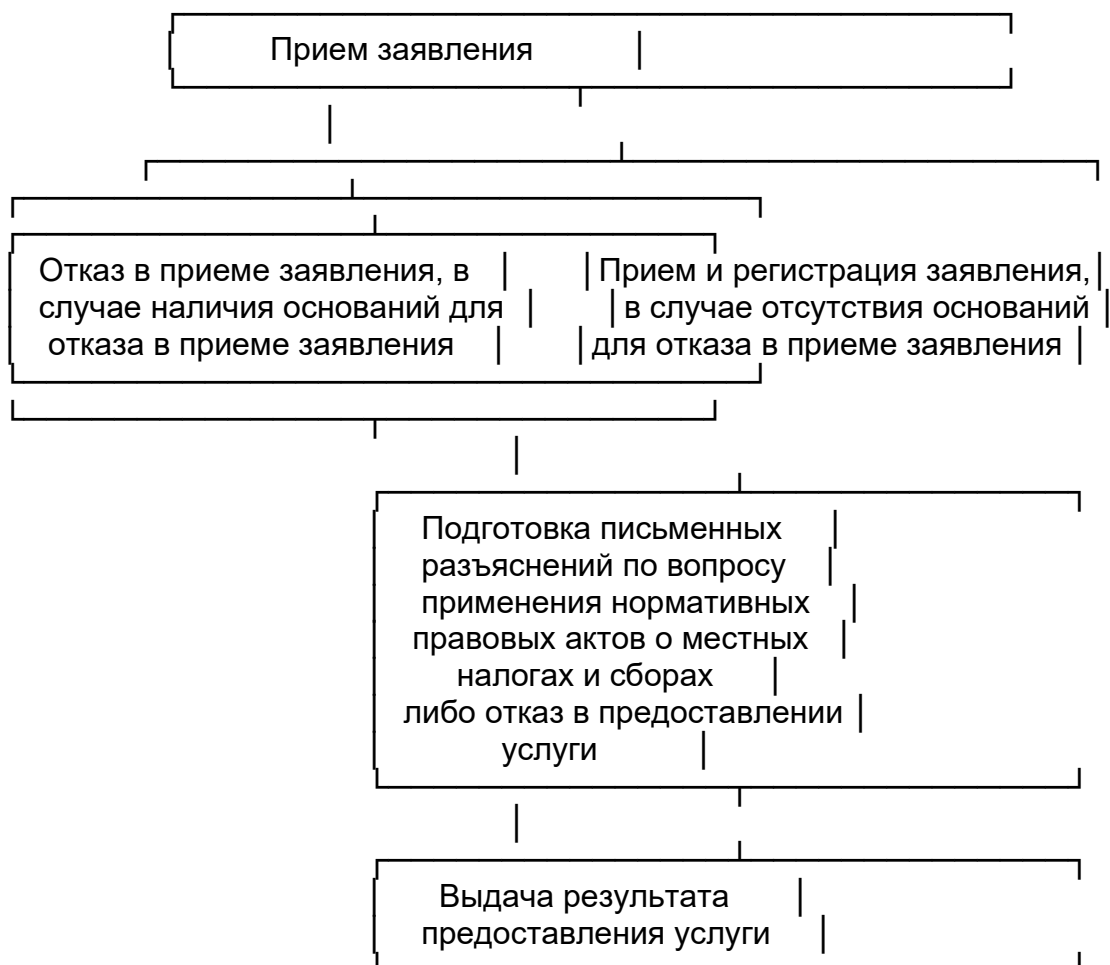 Прием заявления
Отказ в приеме заявления, в
случае наличия оснований для
отказа в приеме заявления
Прием и регистрация заявления,
в случае отсутствия оснований
для отказа в приеме заявления
Подготовка письменных
разъяснений по вопросу
применения нормативных
правовых актов о местных
налогах и сборах
либо отказ в предоставлении
услуги
Выдача результата
предоставления услуги